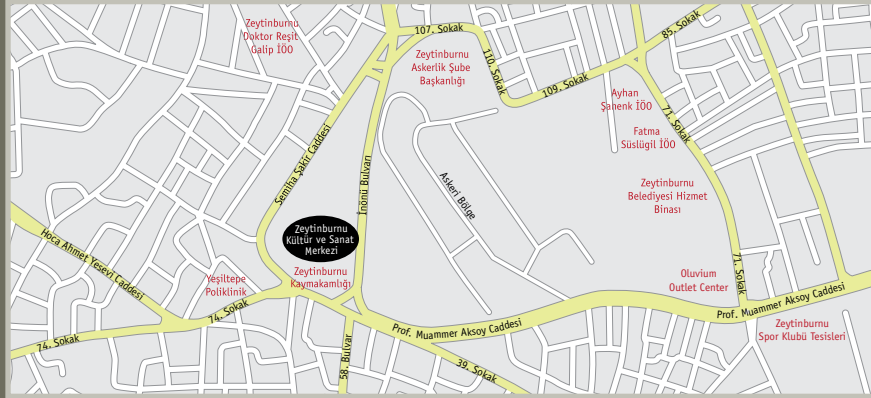 Zeytinburnu
Doktor Reşit
Galip İÖO
107. Sokak
85. Sokak
Zeytinburnu
Askerlik Şube
Başkanlığı
110. Sokak
109. Sokak
Ayhan
Şanenk İÖO
71. Sokak
Fatma
Süslügil İÖO
Semiha Şakir Caddesi
İnönü Bulvarı
Askeri Bölge
Zeytinburnu
Belediyesi Hizmet
Binası
Zeytinburnu
Kültür ve Sanat
Merkezi
Hoca Ahmet Yesevi Caddesi
Yeşiltepe
Poliklinik
Zeytinburnu
Kaymakamlığı
71. Sokak
Oluvium
Outlet Center
74. Sokak
74. Sokak
58. Bulvar
Prof. Muammer Aksoy Caddesi
Prof. Muammer Aksoy Caddesi
39. Sokak
Zeytinburnu
Spor Klubü Tesisleri